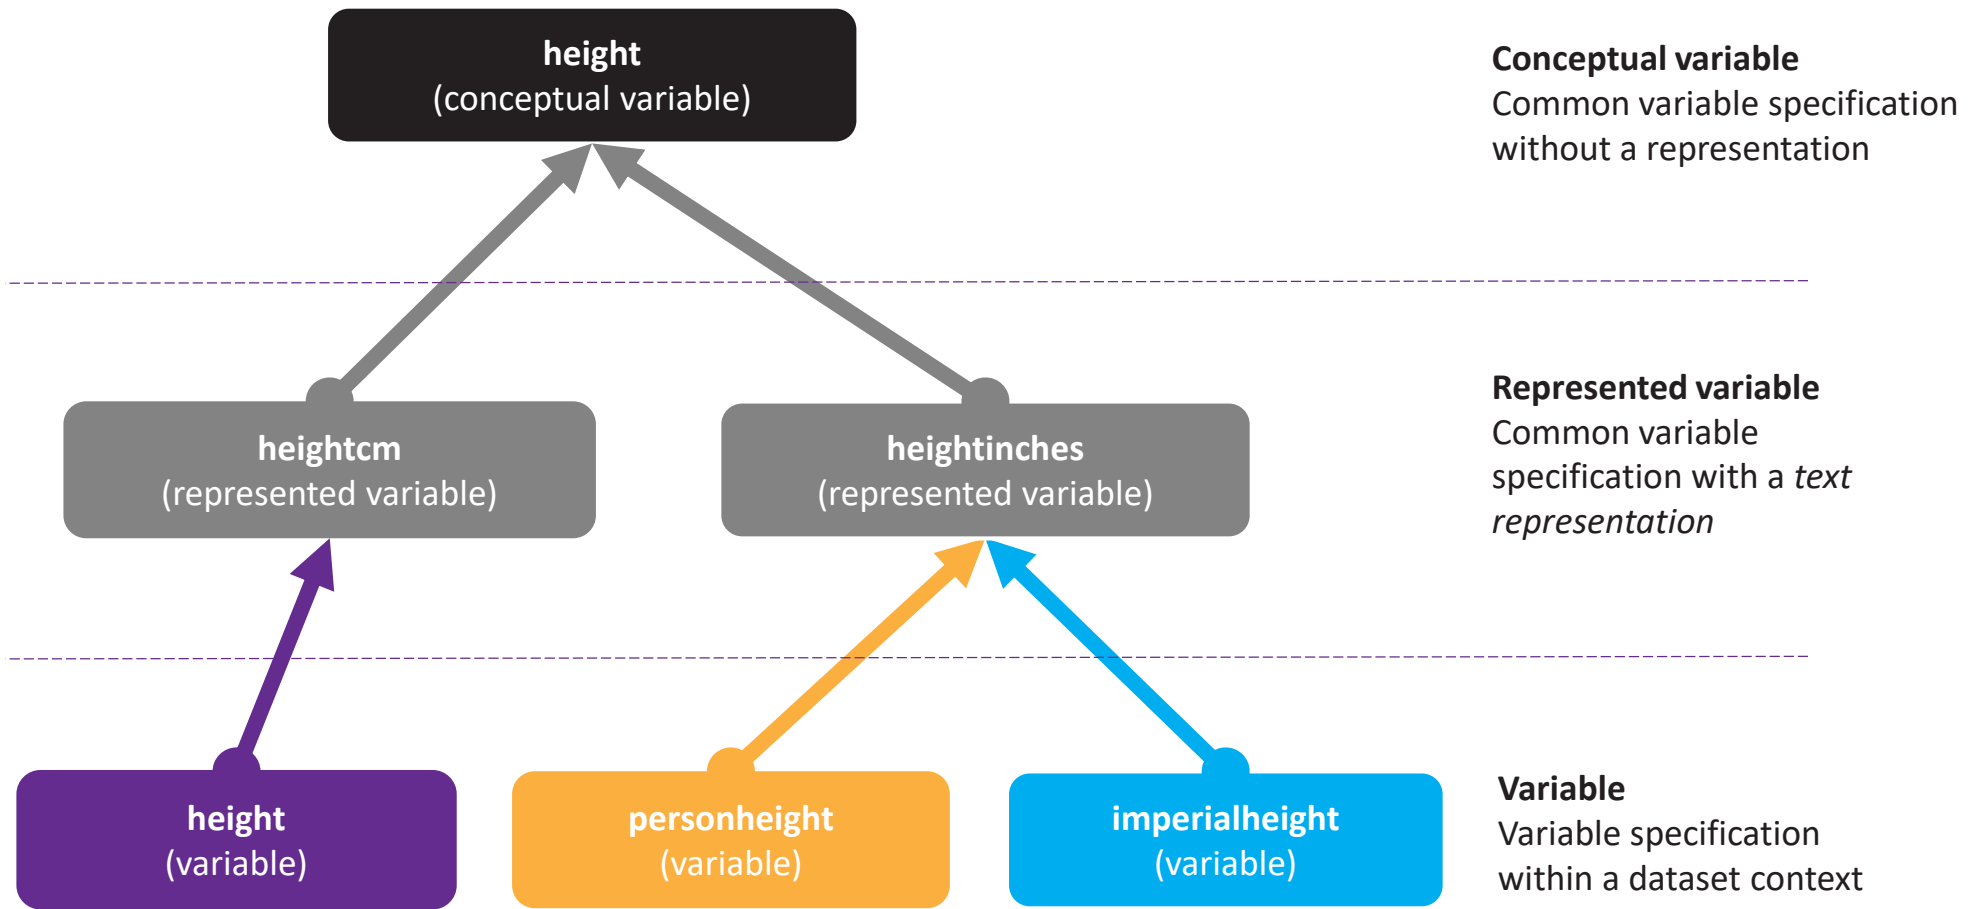 height
(conceptual variable)
Conceptual variable
Common variable specification
without a representation
heightcm
(represented variable)
heightinches
(represented variable)
Represented variable
Common variable
specification with a text
representation
height
(variable)
personheight
(variable)
imperialheight
(variable)
Variable
Variable specification
within a dataset context